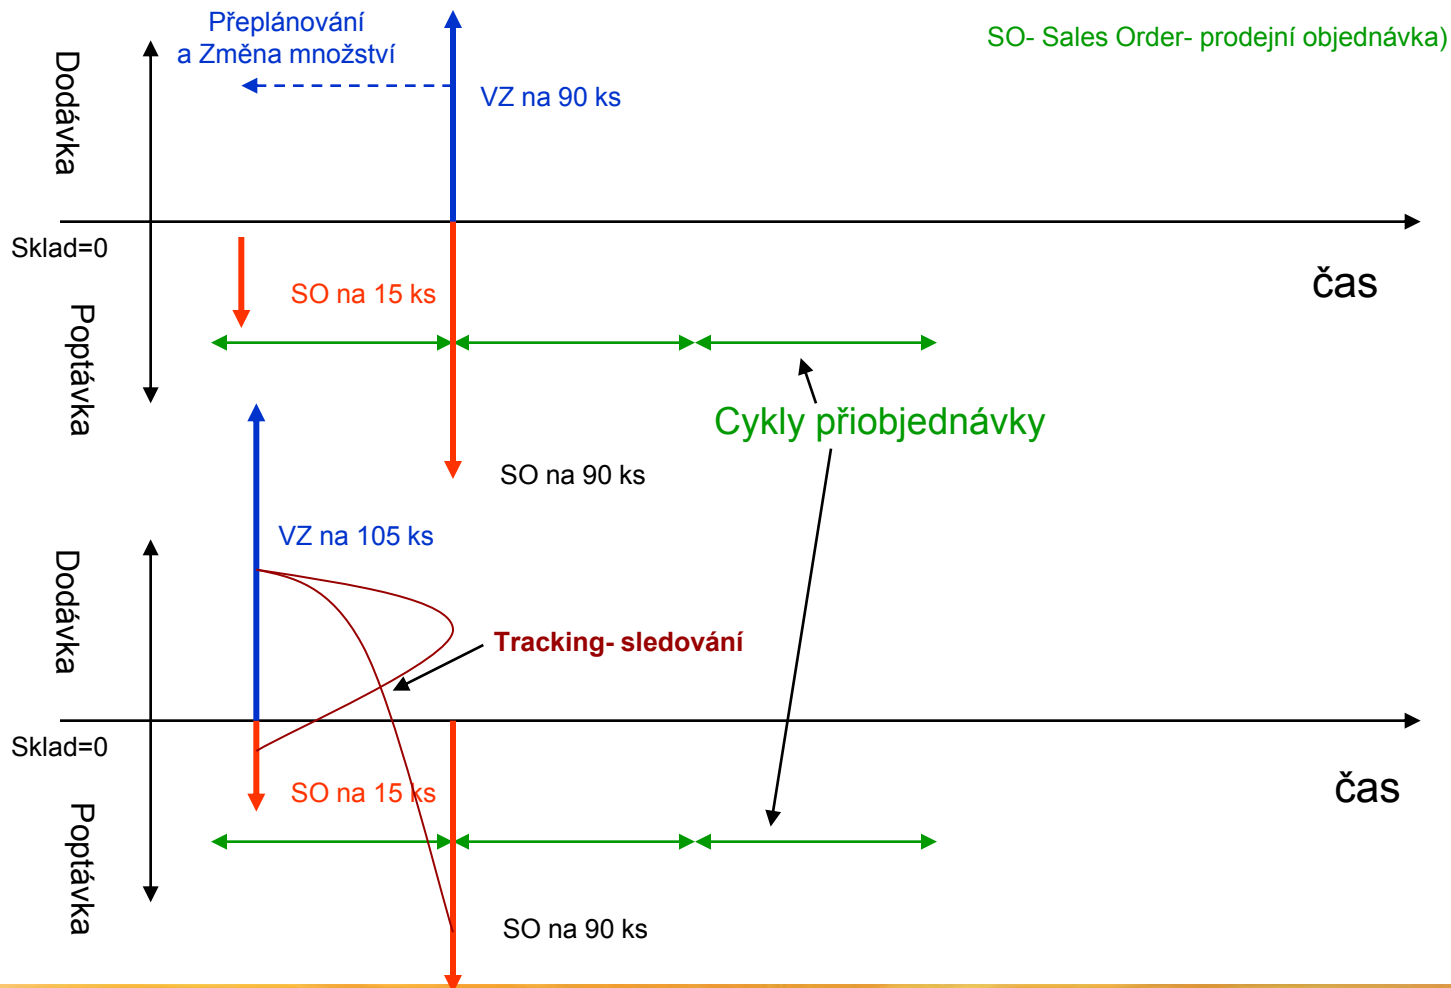 Přeplánování
a Změna množství
SO- Sales Order- prodejní objednávka)
Dodávka
VZ na 90 ks
Sklad=0
čas
SO na 15 ks
Poptávka
Cykly přiobjednávky
SO na 90 ks
VZ na 105 ks
Dodávka
Tracking- sledování
Sklad=0
čas
SO na 15 ks
Poptávka
SO na 90 ks